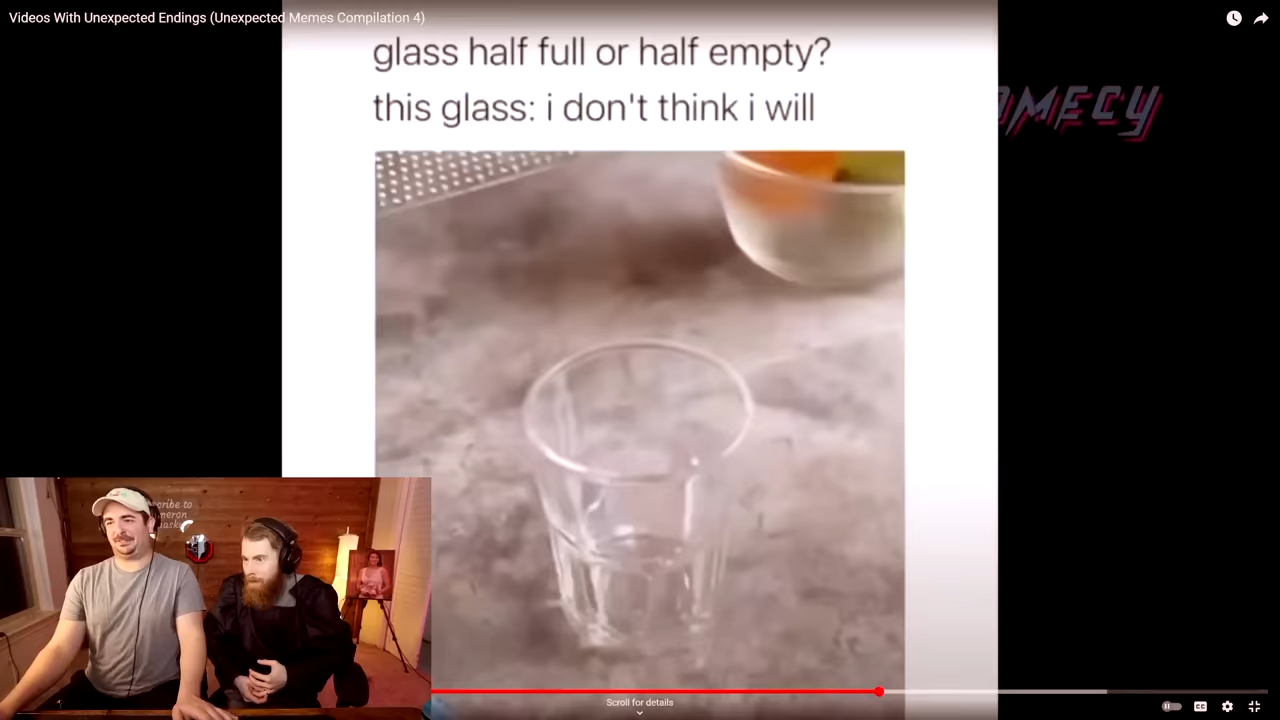 Videos With Unexpected Endings (Unexpected Memes Compilation 4)
glass half full or half empty?
this glass: i don't think i will
Scroll for details
CC